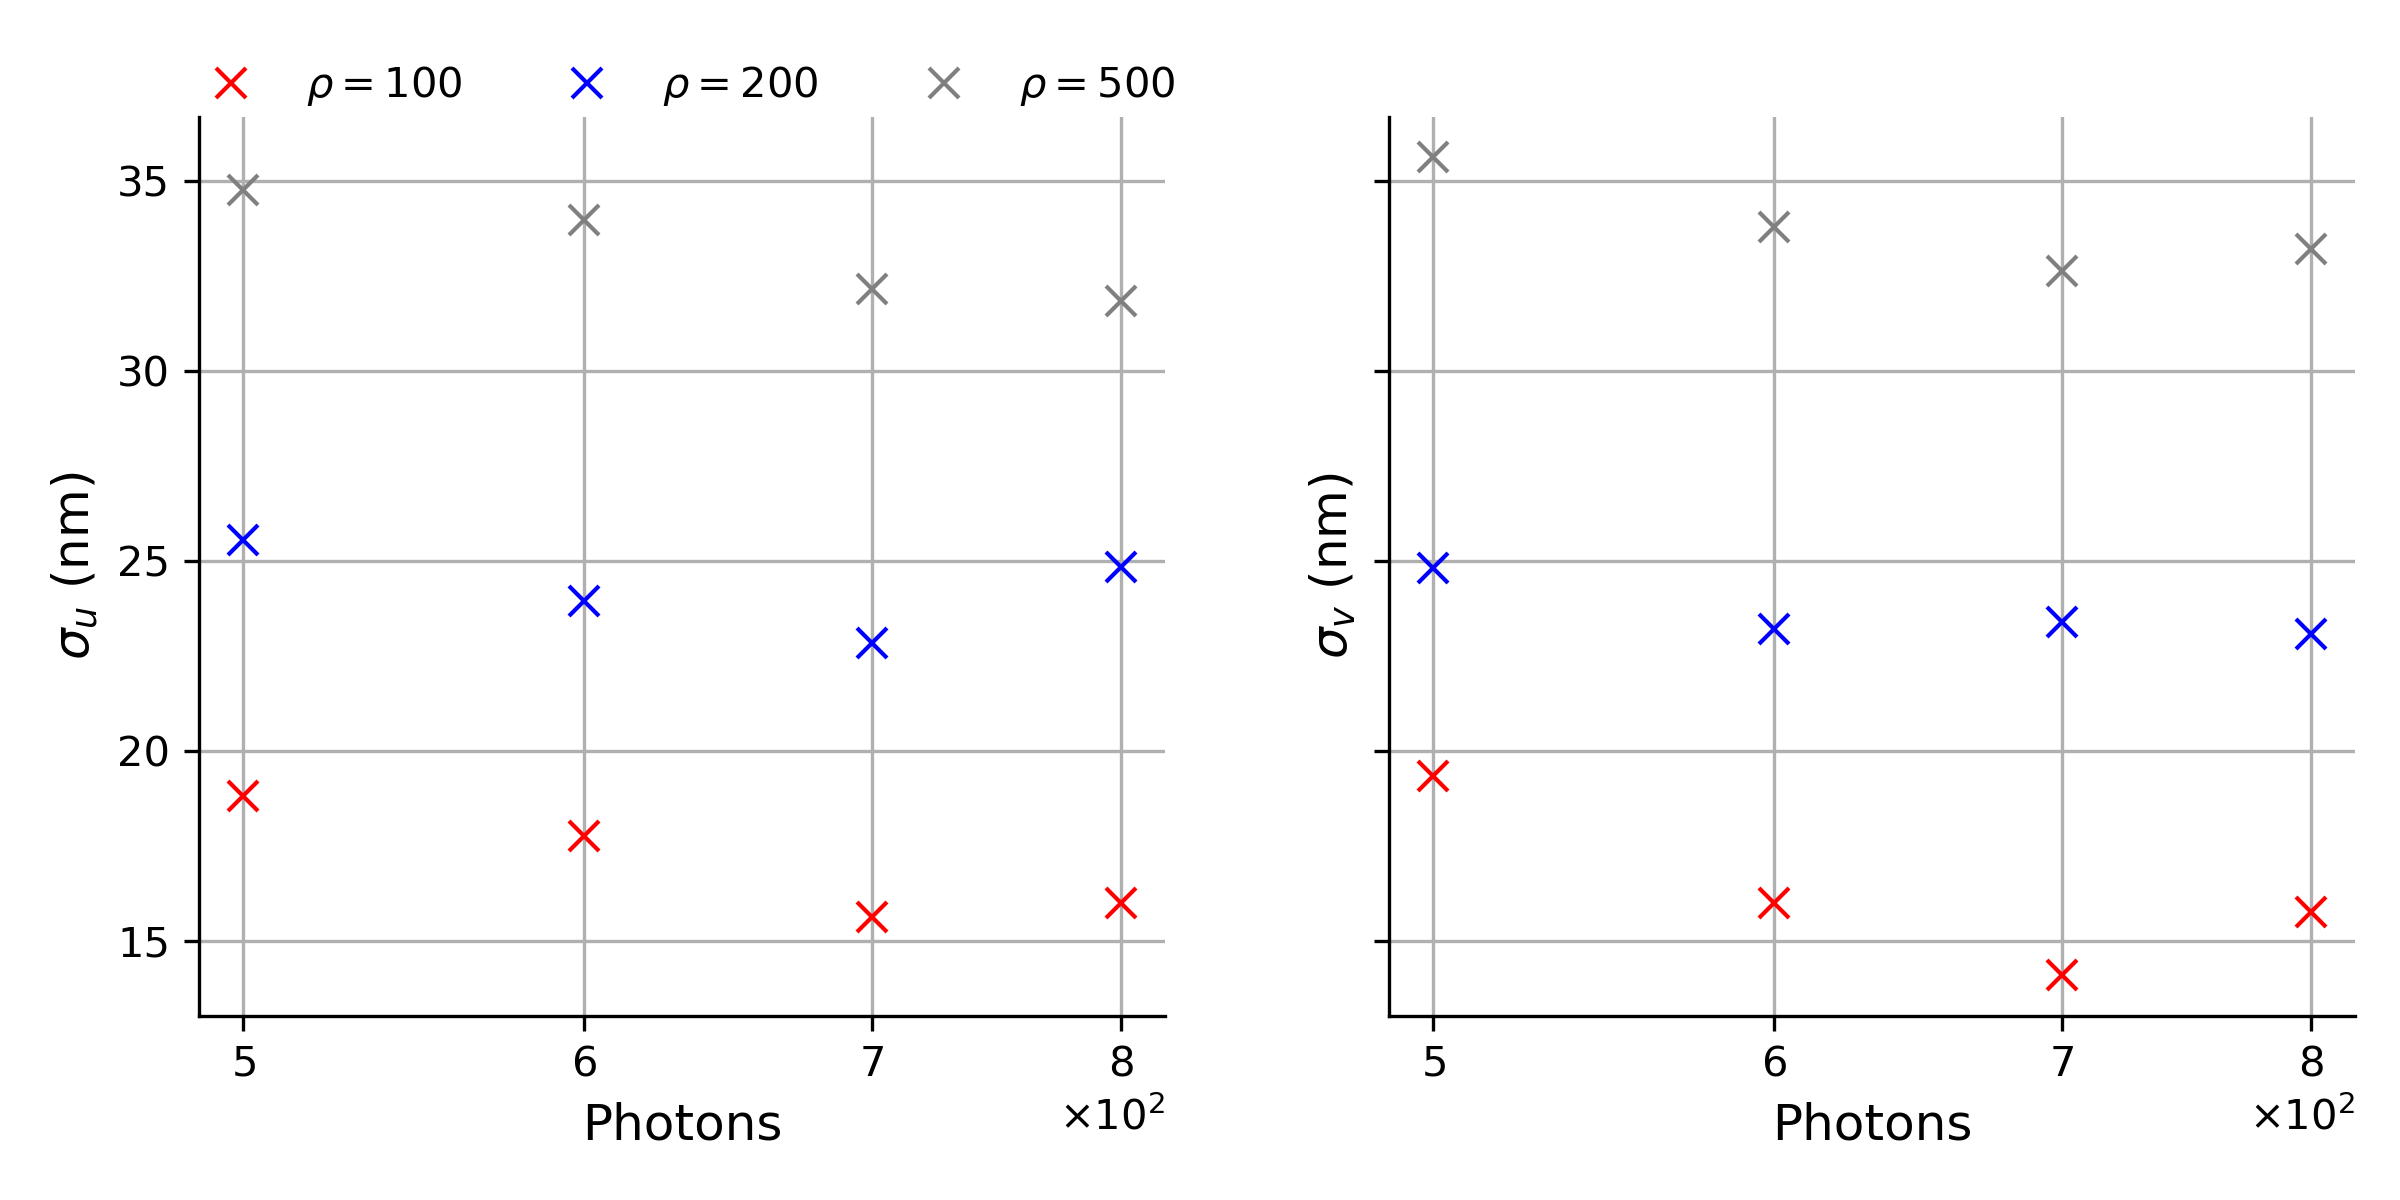 ρ = 100 ρ = 200 ρ = 500
σ_u (nm)
35
30
25
20
15
5 6 7 8
Photons ×10²
σ_v (nm)
5 6 7 8
Photons ×10²